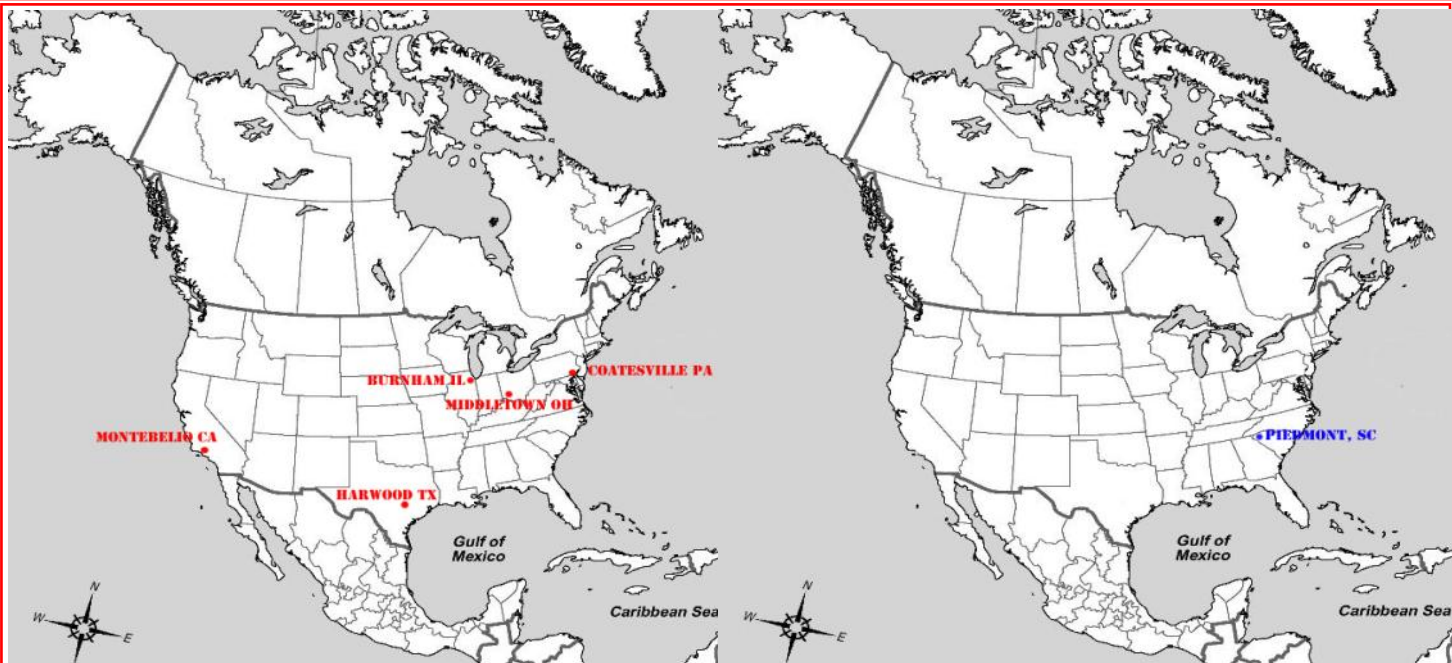 COATESVILLE PA
BURNHAM IL
MIDDLETOWN OH
MONTEBELIO CA
HARWOOD TX
Gulf of
Mexico
Caribbean Sea
N
W
E
S
PIEDMONT, SC
Gulf of
Mexico
Caribbean Sea
N
W
E
S